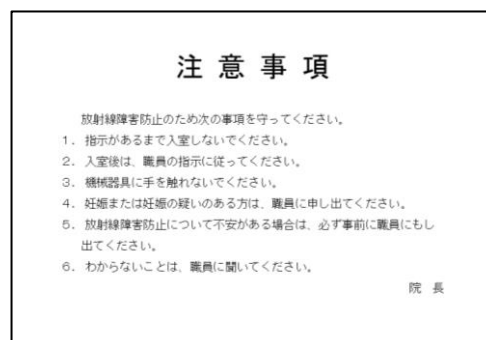 注意事項
放射線障害防止のため次の事項を守ってください。
1. 指示があるまで入室しないでください。
2. 入室後は、職員の指示に従ってください。
3. 機械器具に手を触れないでください。
4. 妊娠または妊娠の疑いのある方は、職員に申し出てください。
5. 放射線障害防止について不安がある場合は、必ず事前に職員にもし
出てください。
6. わからないことは、職員に聞いてください。
院 長